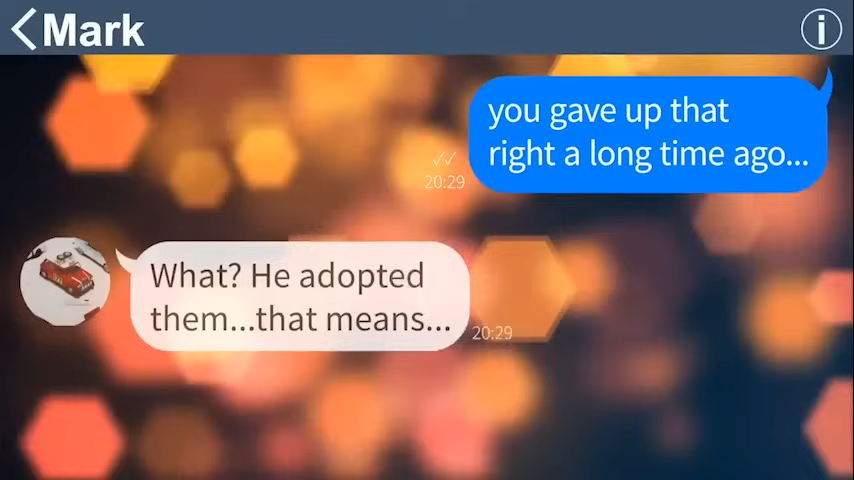 Mark
you gave up that
right a long time ago...
20:29
What? He adopted
them...that means...
20:29